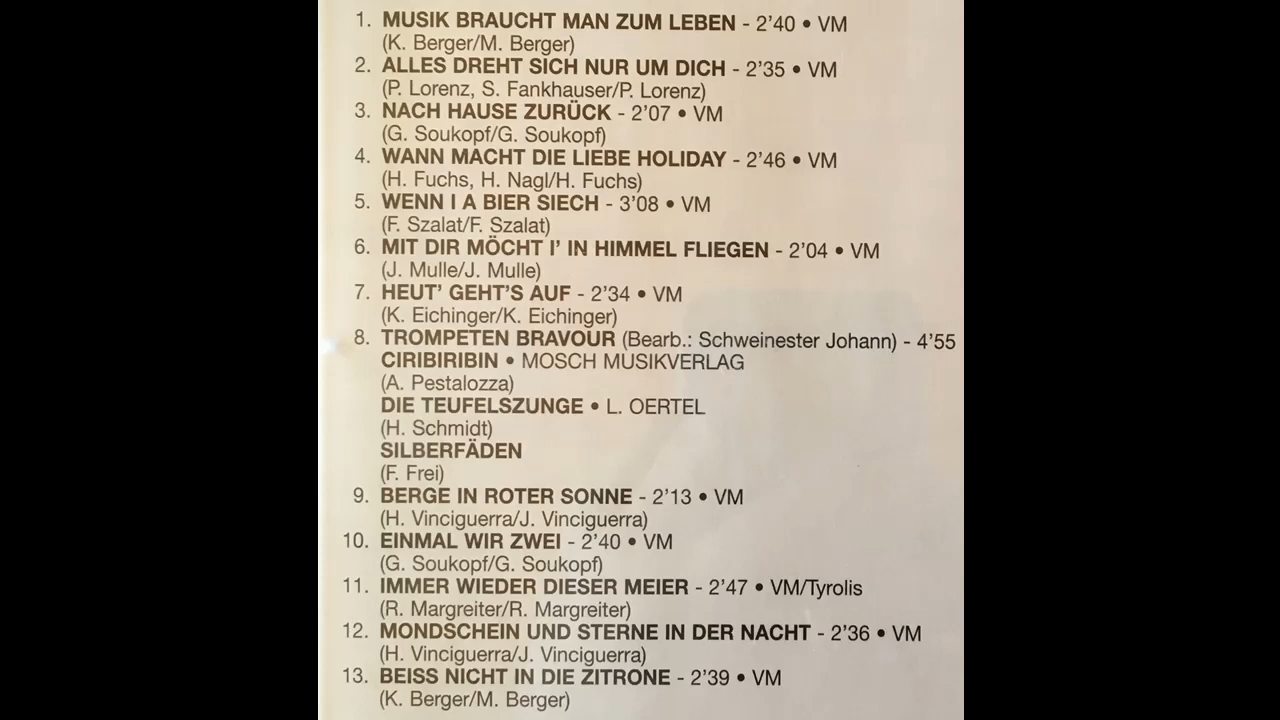 1. MUSIK BRAUCHT MAN ZUM LEBEN - 2’40 • VM
(K. Berger/M. Berger)
2. ALLES DREHT SICH NUR UM DICH - 2’35 • VM
(P. Lorenz, S. Fankhauser/P. Lorenz)
3. NACH HAUSE ZURÜCK - 2’07 • VM
(G. Soukopf/G. Soukopf)
4. WANN MACHT DIE LIEBE HOLIDAY - 2’46 • VM
(H. Fuchs, H. Nagl/H. Fuchs)
5. WENN I A BIER SIECH - 3’08 • VM
(F. Szalat/F. Szalat)
6. MIT DIR MÖCHT I’ IN HIMMEL FLIEGEN - 2’04 • VM
(J. Mulle/J. Mulle)
7. HEUT’ GEHT’S AUF - 2’34 • VM
(K. Eichinger/K. Eichinger)
8. TROMPETEN BRAVOUR (Bearb.: Schweinester Johann) - 4’55
CIRIBIRIBIN • MOSCH MUSIKVERLAG
(A. Pestalozza)
DIE TEUFELSZUNGE • L. OERTEL
(H. Schmidt)
SILBERFÄDEN
(F. Frei)
9. BERGE IN ROTER SONNE - 2’13 • VM
(H. Vinciguerra/J. Vinciguerra)
10. EINMAL WIR ZWEI - 2’40 • VM
(G. Soukopf/G. Soukopf)
11. IMMER WIEDER DIESER MEIER - 2’47 • VM/Tyrolis
(R. Margreiter/R. Margreiter)
12. MONDSCHEIN UND STERNE IN DER NACHT - 2’36 • VM
(H. Vinciguerra/J. Vinciguerra)
13. BEISS NICHT IN DIE ZITRONE - 2’39 • VM
(K. Berger/M. Berger)